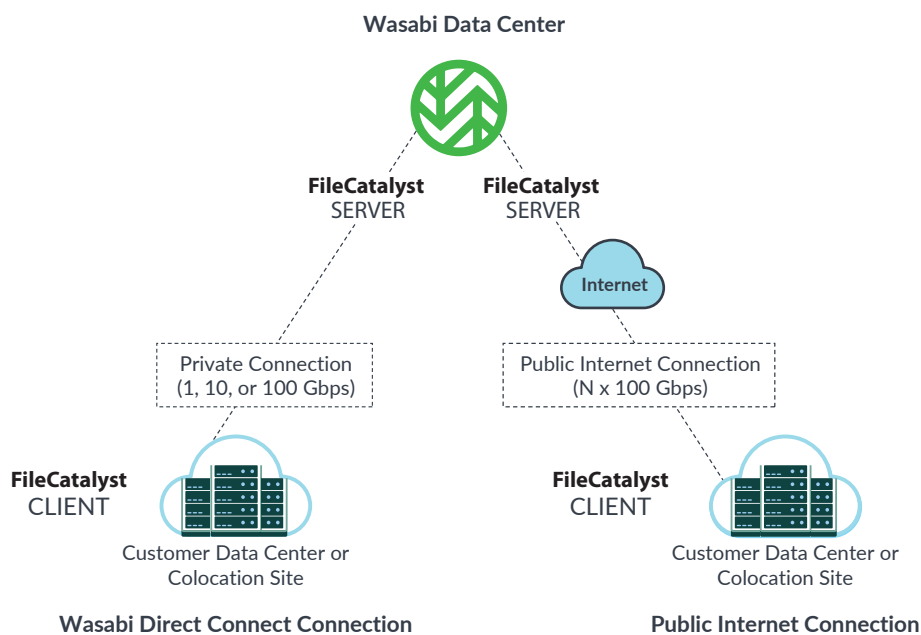 Wasabi Data Center
FileCatalyst
SERVER
FileCatalyst
SERVER
Internet
Private Connection
(1, 10, or 100 Gbps)
Public Internet Connection
(N x 100 Gbps)
FileCatalyst
CLIENT
Customer Data Center or
Colocation Site
FileCatalyst
CLIENT
Customer Data Center or
Colocation Site
Wasabi Direct Connect Connection
Public Internet Connection